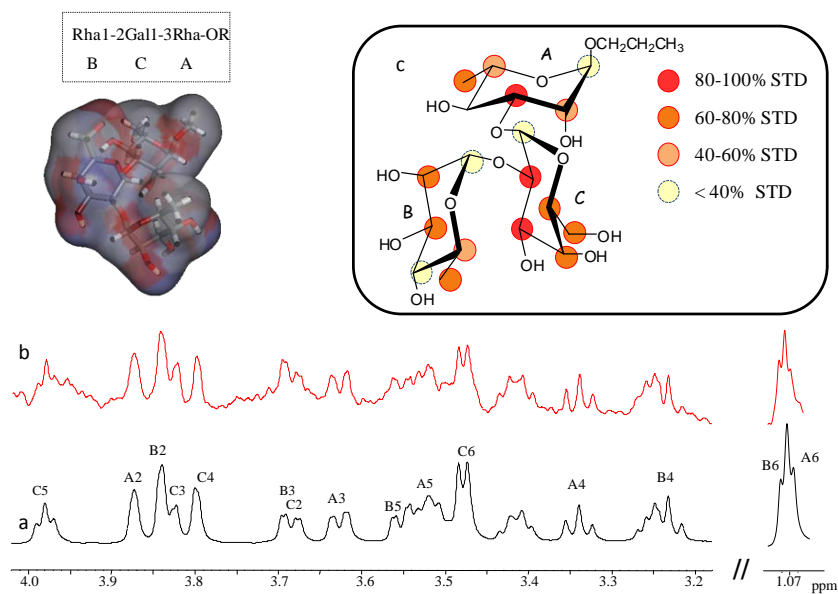 Rha1-2Gal1-3Rha-OR
B C A
c
A
OCH₂CH₂CH₃
O
HO
OH
O
O
O
HO
O
B
C
HO
OH
OH
OH
OH
80-100% STD
60-80% STD
40-60% STD
< 40% STD
b
a
C5
A2
B2
C3
C4
B3
C2
A3
B5
A5
C6
A4
B4
B6
A6
4.0 3.9 3.8 3.7 3.6 3.5 3.4 3.3 3.2 // 1.07 ppm